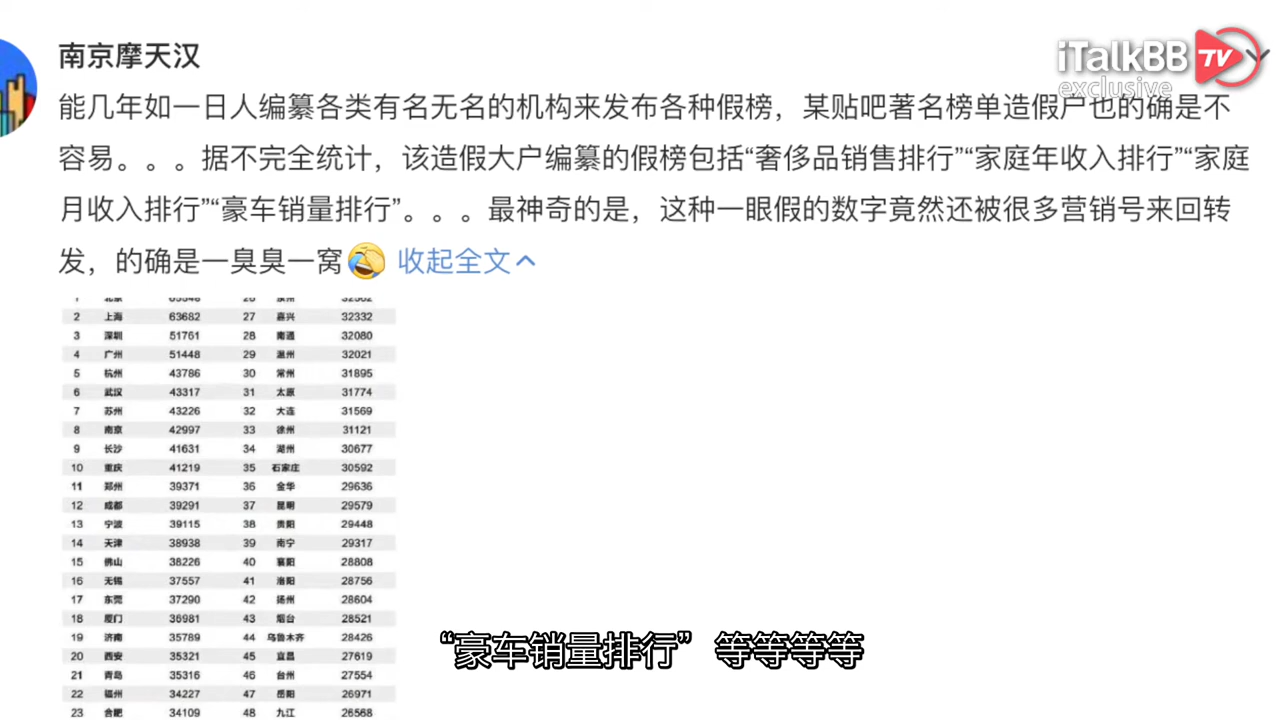 南京摩天汉
iTalkBB TV
exclusive
能几年如一日人编纂各类有名无名的机构来发布各种假榜，某贴吧著名榜单造假户也的确是不
容易。。。据不完全统计，该造假大户编纂的假榜包括“奢侈品销售排行”“家庭年收入排行”“家庭
月收入排行”“豪车销量排行”。。。最神奇的是，这种一眼假的数字竟然还被很多营销号来回转
发，的确是一臭臭一窝 收起全文
2 上海 63682 27 嘉兴 32332
3 深圳 51761 28 南通 32080
4 广州 51448 29 温州 32021
5 杭州 43786 30 常州 31895
6 武汉 43317 31 太原 31774
7 苏州 43226 32 大连 31569
8 南京 42997 33 徐州 31121
9 长沙 41631 34 湖州 30677
10 重庆 41219 35 石家庄 30592
11 郑州 39371 36 金华 29636
12 成都 39291 37 昆明 29579
13 宁波 39115 38 贵阳 29448
14 天津 38938 39 南宁 29317
15 佛山 38226 40 襄阳 28808
16 无锡 37557 41 洛阳 28756
17 东莞 37290 42 扬州 28604
18 厦门 36981 43 烟台 28521
19 济南 35789 44 乌鲁木齐 28426
20 西安 35321 45 宜昌 27619
21 青岛 35316 46 台州 27554
22 福州 34227 47 岳阳 26971
23 合肥 34109 48 九江 26568
“豪车销量排行” 等等等等